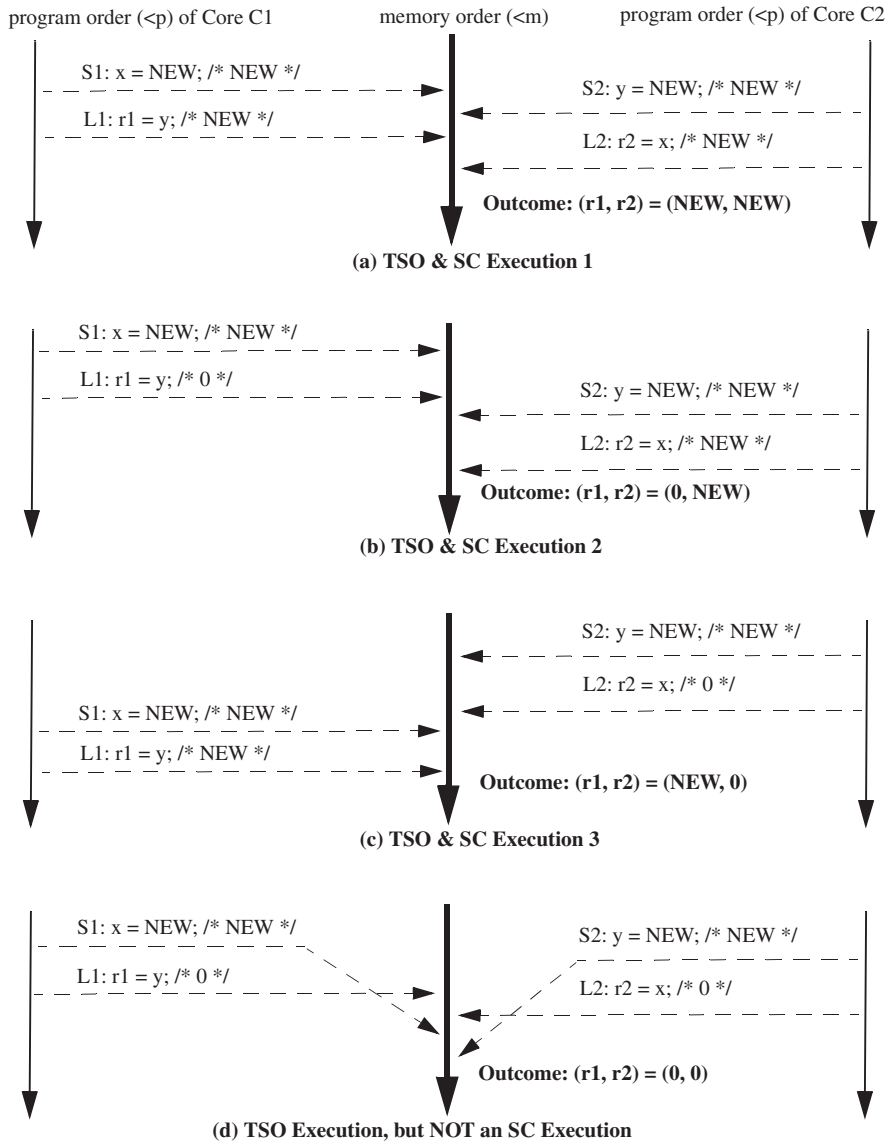 program order (<p) of Core C1 memory order (<m) program order (<p) of Core C2
S1: x = NEW; /* NEW */
S2: y = NEW; /* NEW */
L1: r1 = y; /* NEW */
L2: r2 = x; /* NEW */
Outcome: (r1, r2) = (NEW, NEW)
(a) TSO & SC Execution 1
S1: x = NEW; /* NEW */
L1: r1 = y; /* 0 */
S2: y = NEW; /* NEW */
L2: r2 = x; /* NEW */
Outcome: (r1, r2) = (0, NEW)
(b) TSO & SC Execution 2
S2: y = NEW; /* NEW */
L2: r2 = x; /* 0 */
S1: x = NEW; /* NEW */
L1: r1 = y; /* NEW */
Outcome: (r1, r2) = (NEW, 0)
(c) TSO & SC Execution 3
S1: x = NEW; /* NEW */
S2: y = NEW; /* NEW */
L1: r1 = y; /* 0 */
L2: r2 = x; /* 0 */
Outcome: (r1, r2) = (0, 0)
(d) TSO Execution, but NOT an SC Execution